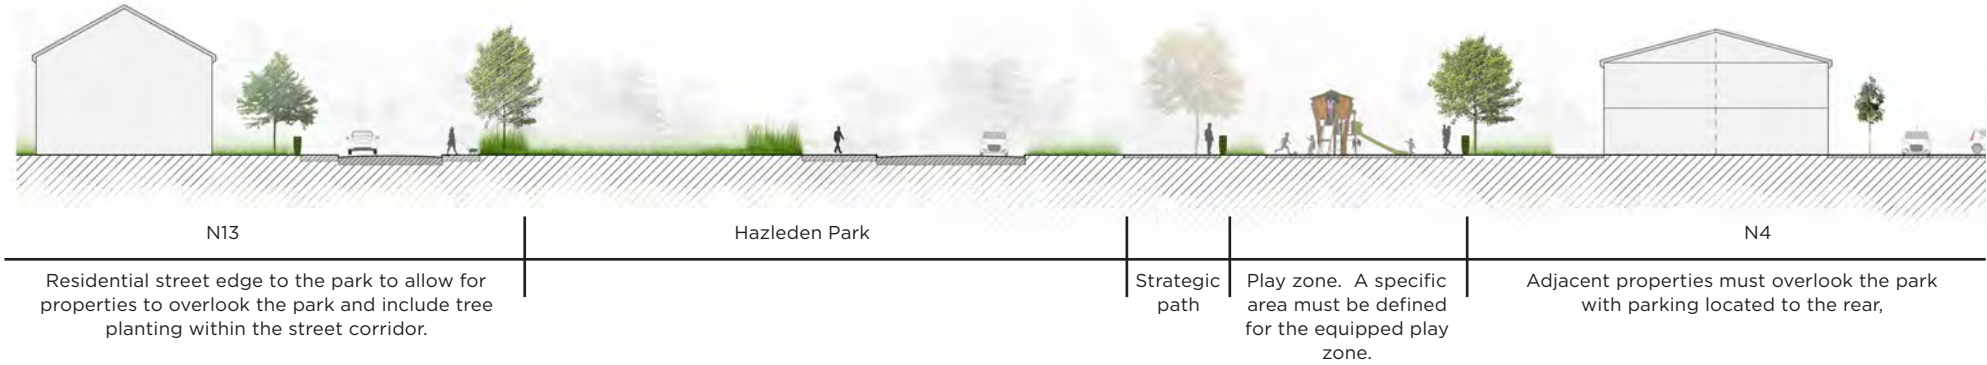 N13
Hazleden Park
N4
Residential street edge to the park to allow for
properties to overlook the park and include tree
planting within the street corridor.
Strategic
path
Play zone.  A specific
area must be defined
for the equipped play
zone.
Adjacent properties must overlook the park
with parking located to the rear,